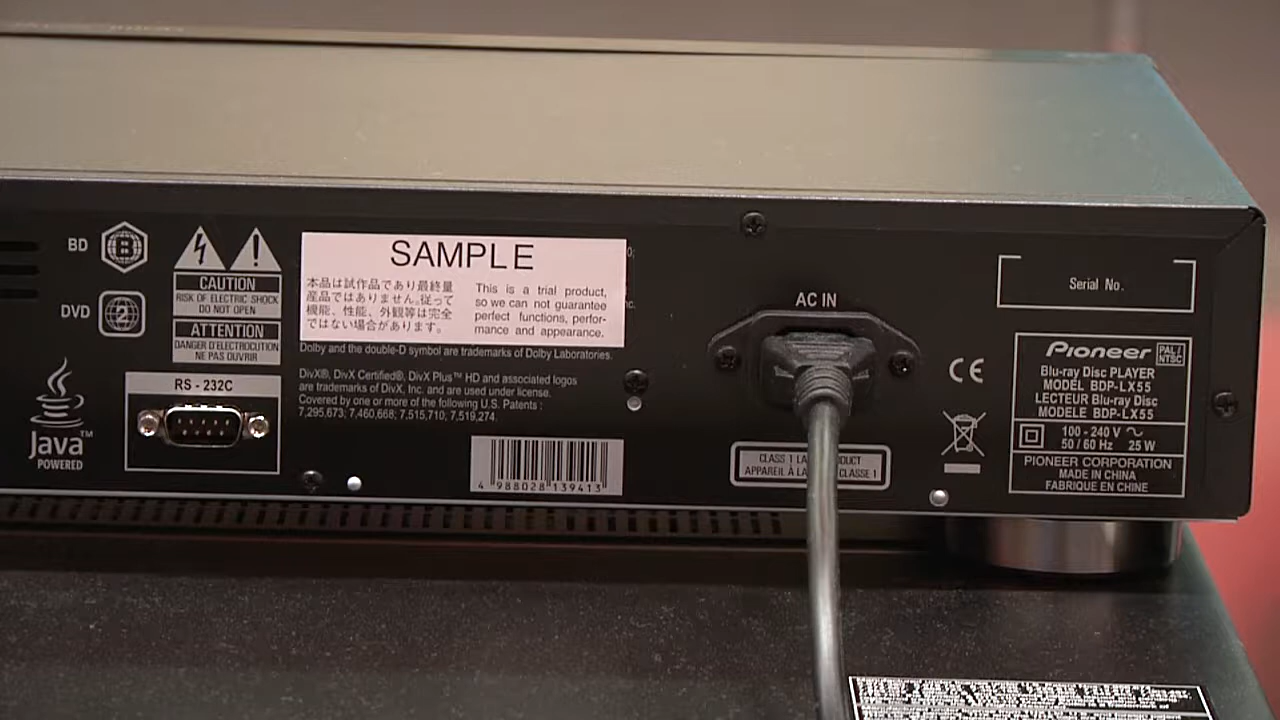 BD
B
DVD
2
CAUTION
RISK OF ELECTRIC SHOCK
DO NOT OPEN
ATTENTION
DANGER D'ELECTROCUTION
NE PAS OUVRIR
Java™
POWERED
RS - 232C
SAMPLE
本品は試作品であり最終量
産品ではありません。従って
機能、性能、外観等は完全
ではない場合があります。
This is a trial product,
so we can not guarantee
perfect functions, perfor-
mance and appearance.
Dolby and the double-D symbol are trademarks of Dolby Laboratories.
DivX®, DivX Certified®, DivX Plus™ HD and associated logos
are trademarks of DivX, Inc. and are used under license.
Covered by one or more of the following U.S. Patents :
7,295,673; 7,460,668; 7,515,710; 7,519,274.
4 988028 139413
AC IN
CLASS 1
APPAREIL À CLASSE 1
Serial No.
Pioneer
PAL
NTSC
Blu-ray Disc PLAYER
MODEL BDP-LX55
LECTEUR Blu-ray Disc
MODELE BDP-LX55
100 - 240 V ~
50 / 60 Hz 25 W
PIONEER CORPORATION
MADE IN CHINA
FABRIQUE EN CHINE
CE